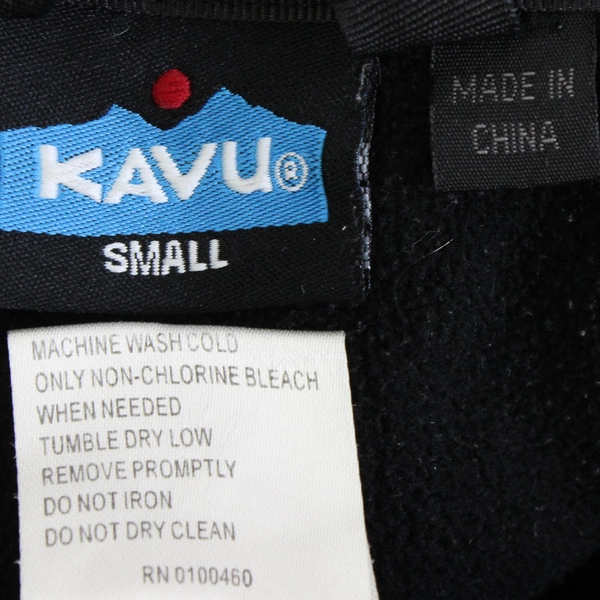 KAVU®
SMALL
MADE IN
CHINA
MACHINE WASH COLD
ONLY NON-CHLORINE BLEACH
WHEN NEEDED
TUMBLE DRY LOW
REMOVE PROMPTLY
DO NOT IRON
DO NOT DRY CLEAN
RN 0100460